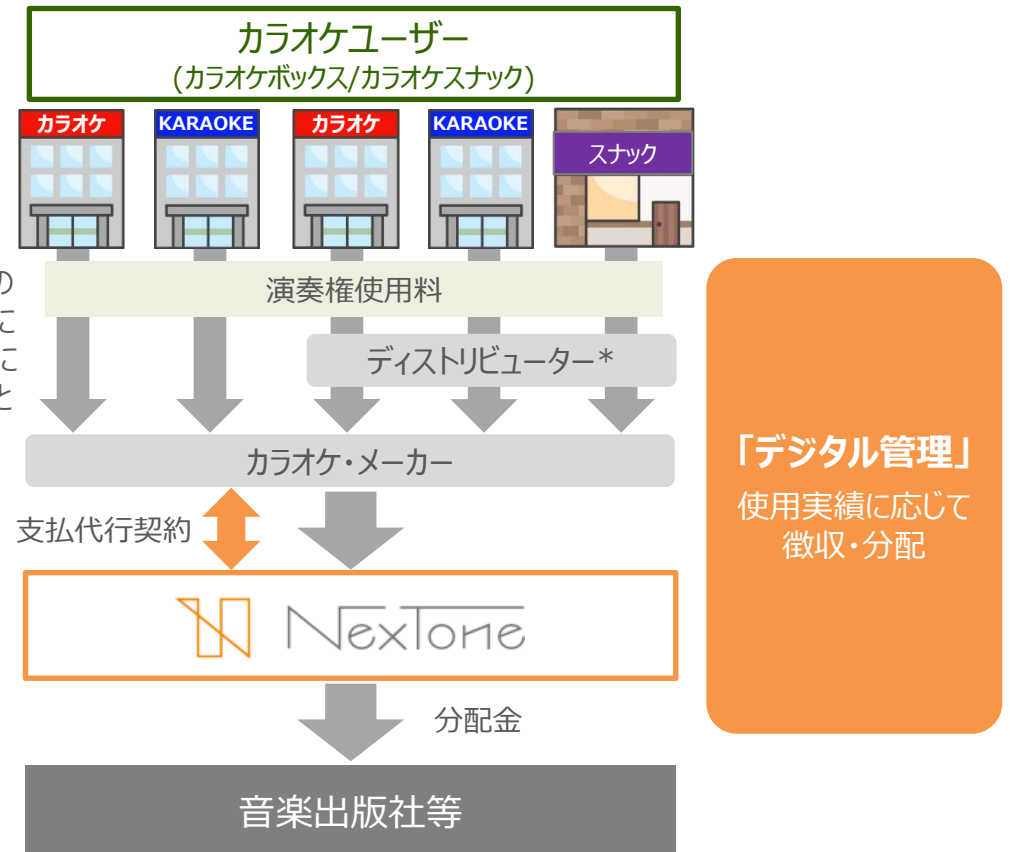 カラオケユーザー
(カラオケボックス/カラオケスナック)
カラオケ
KARAOKE
カラオケ
KARAOKE
スナック
の
に
に
と
演奏権使用料
ディストリビューター*
カラオケ・メーカー
支払代行契約
NexTone
分配金
音楽出版社等
「デジタル管理」
使用実績に応じて
徴収・分配